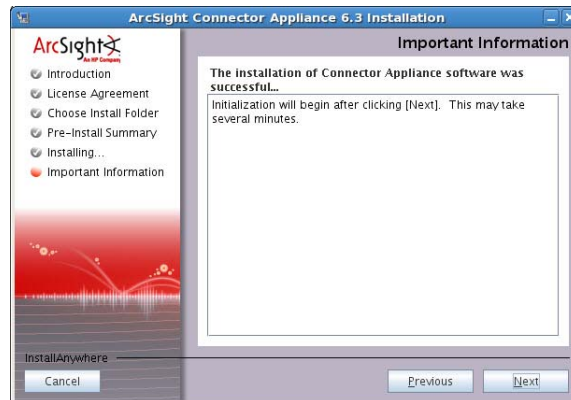 ArcSight Connector Appliance 6.3 Installation
ArcSight
An HP Company
Important Information
Introduction
License Agreement
Choose Install Folder
Pre-Install Summary
Installing...
Important Information
The installation of Connector Appliance software was
successful...
Initialization will begin after clicking [Next]. This may take
several minutes.
InstallAnywhere
Cancel
Previous
Next